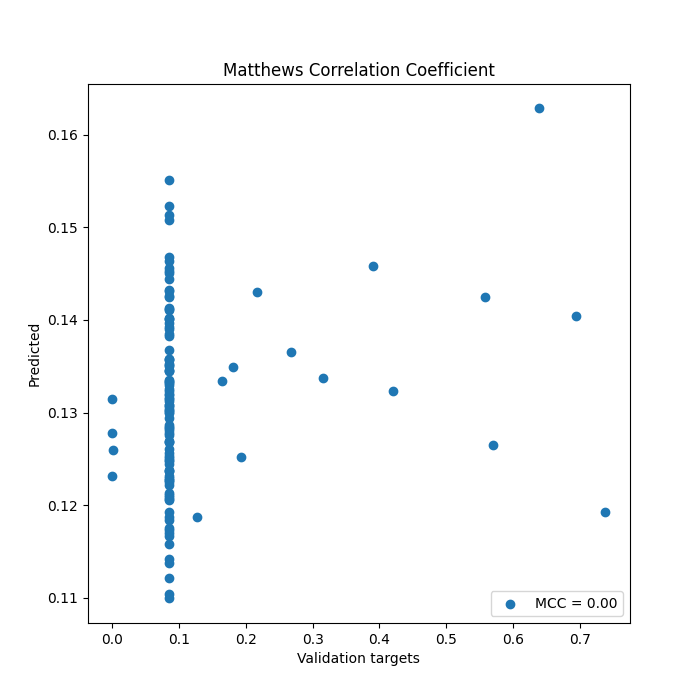 Matthews Correlation Coefficient
Predicted
0.16
0.15
0.14
0.13
0.12
0.11
MCC = 0.00
0.0 0.1 0.2 0.3 0.4 0.5 0.6 0.7
Validation targets